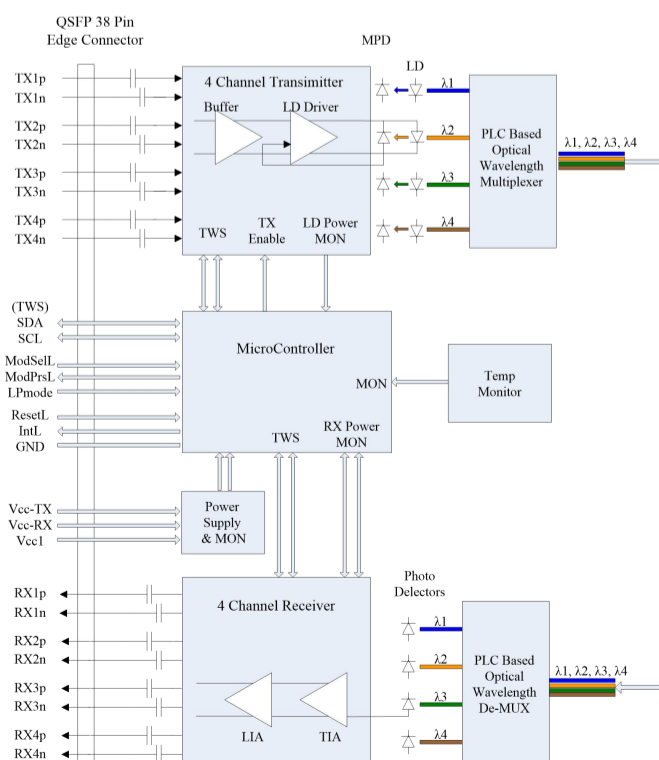 QSFP 38 Pin
Edge Connector
MPD
LD
TX1p
TX1n
TX2p
TX2n
TX3p
TX3n
TX4p
TX4n
4 Channel Transimitter
Buffer
LD Driver
TWS
TX
Enable
LD Power
MON
λ1
λ2
λ3
λ4
PLC Based
Optical
Wavelength
Multiplexer
λ1, λ2, λ3, λ4
(TWS)
SDA
SCL
ModSelL
ModPrsL
LPmode
ResetL
IntL
GND
MicroController
MON
TWS
RX Power
MON
Temp
Monitor
Vcc-TX
Vcc-RX
Vcc1
Power
Supply
& MON
Photo
Delectors
RX1p
RX1n
RX2p
RX2n
RX3p
RX3n
RX4p
RX4n
4 Channel Receiver
LIA
TIA
λ1
λ2
λ3
λ4
PLC Based
Optical
Wavelength
De-MUX
λ1, λ2, λ3, λ4